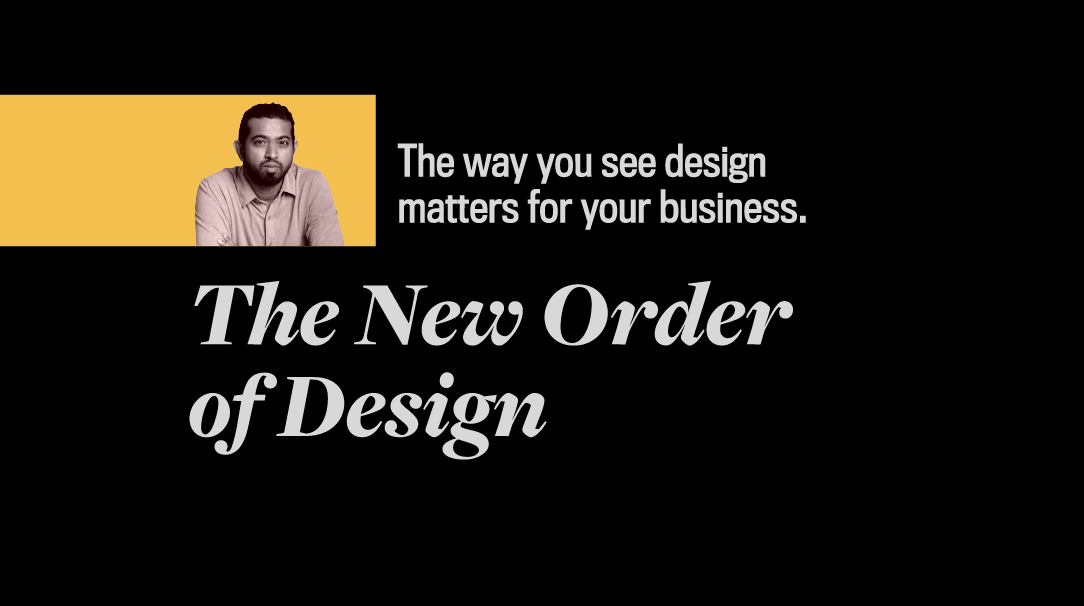 The way you see design
matters for your business.
The New Order
of Design